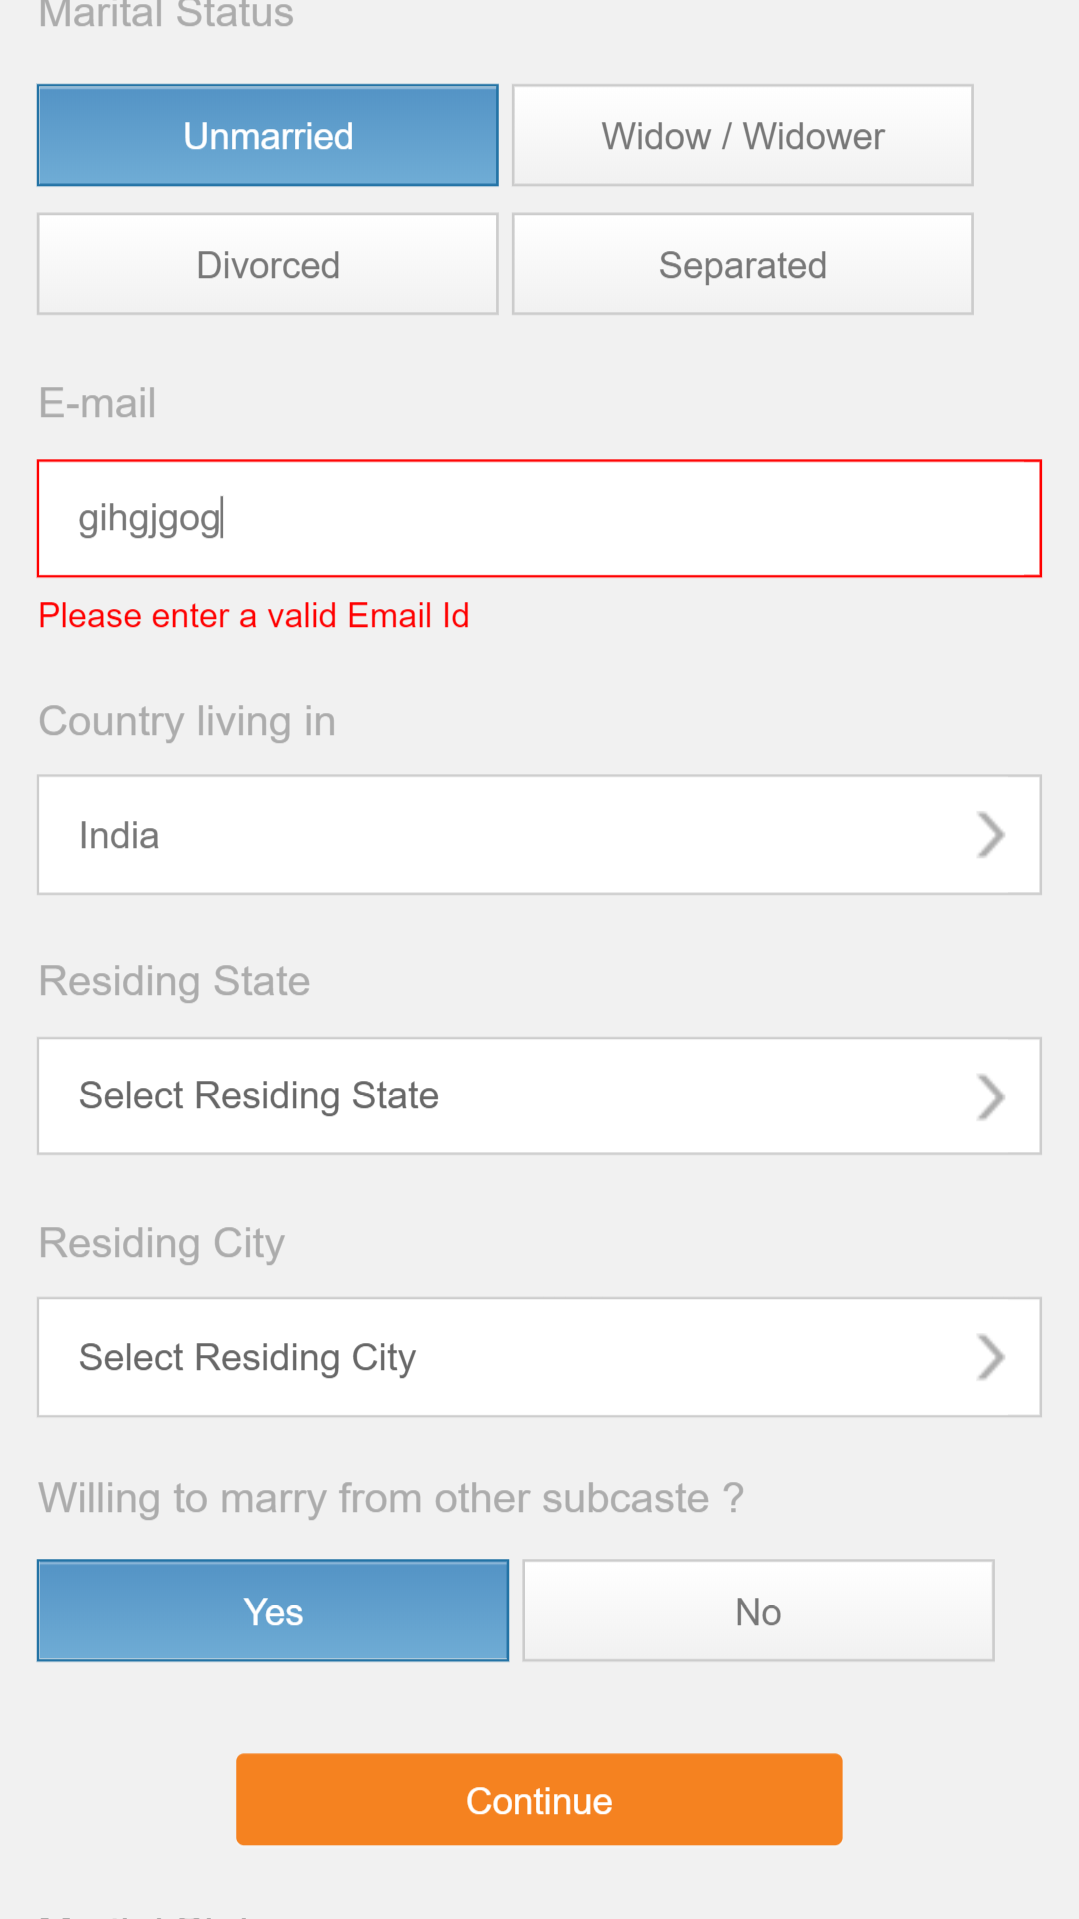 Marital Status
Unmarried
Widow / Widower
Divorced
Separated
E-mail
gihgjgog
Please enter a valid Email Id
Country living in
India
Residing State
Select Residing State
Residing City
Select Residing City
Willing to marry from other subcaste ?
Yes
No
Continue